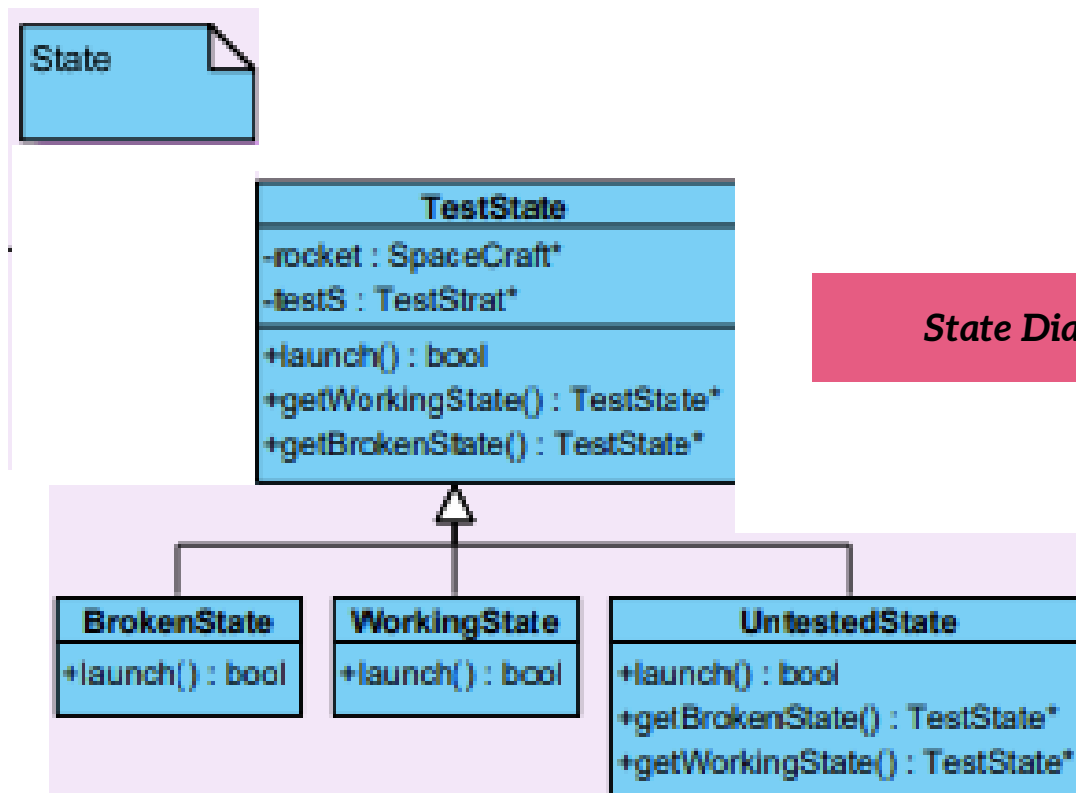 State
TestState
-rocket : SpaceCraft*
-testS : TestStrat*
+launch() : bool
+getWorkingState() : TestState*
+getBrokenState() : TestState*
State Dia
BrokenState
+launch() : bool
WorkingState
+launch() : bool
UntestedState
+launch() : bool
+getBrokenState() : TestState*
+getWorkingState() : TestState*